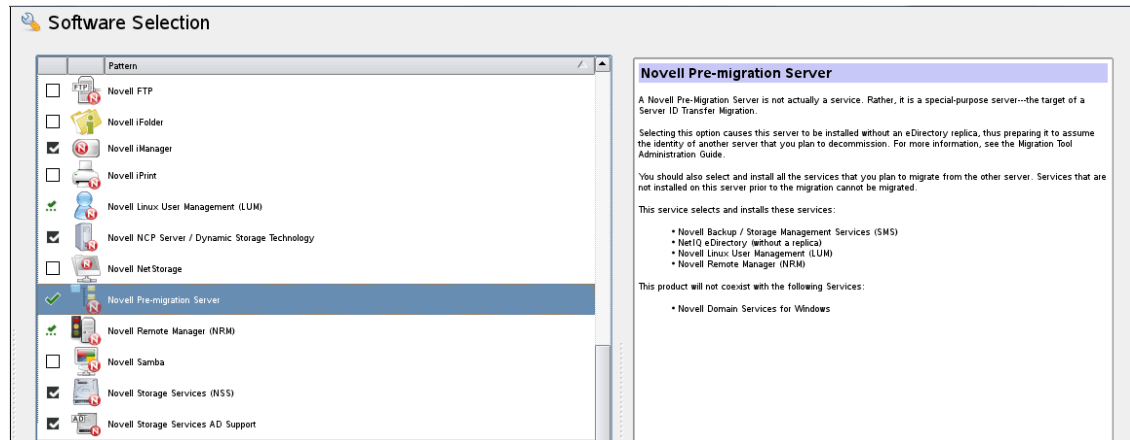 Software Selection
Pattern
Novell FTP
Novell iFolder
Novell iManager
Novell iPrint
Novell Linux User Management (LUM)
Novell NCP Server / Dynamic Storage Technology
Novell NetStorage
Novell Pre-migration Server
Novell Remote Manager (NRM)
Novell Samba
Novell Storage Services (NSS)
Novell Storage Services AD Support
Novell Pre-migration Server
A Novell Pre-Migration Server is not actually a service. Rather, it is a special-purpose server---the target of a
Server ID Transfer Migration.
Selecting this option causes this server to be installed without an eDirectory replica, thus preparing it to assume
the identity of another server that you plan to decommission. For more information, see the Migration Tool
Administration Guide.
You should also select and install all the services that you plan to migrate from the other server. Services that are
not installed on this server prior to the migration cannot be migrated.
This service selects and installs these services:
• Novell Backup / Storage Management Services (SMS)
• NetIQ eDirectory (without a replica)
• Novell Linux User Management (LUM)
• Novell Remote Manager (NRM)
This product will not coexist with the following Services:
• Novell Domain Services for Windows